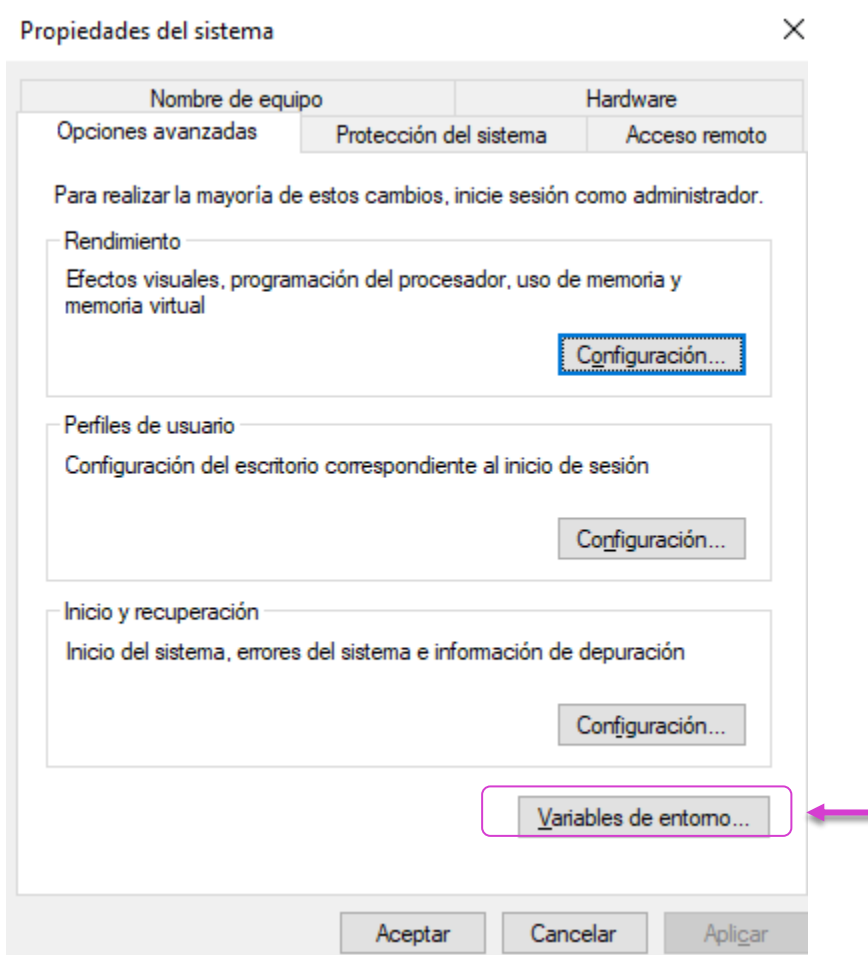 Propiedades del sistema
Nombre de equipo
Hardware
Opciones avanzadas
Protección del sistema
Acceso remoto
Para realizar la mayoría de estos cambios, inicie sesión como administrador.
Rendimiento
Efectos visuales, programación del procesador, uso de memoria y
memoria virtual
Configuración...
Perfiles de usuario
Configuración del escritorio correspondiente al inicio de sesión
Configuración...
Inicio y recuperación
Inicio del sistema, errores del sistema e información de depuración
Configuración...
Variables de entorno...
Aceptar
Cancelar
Aplicar